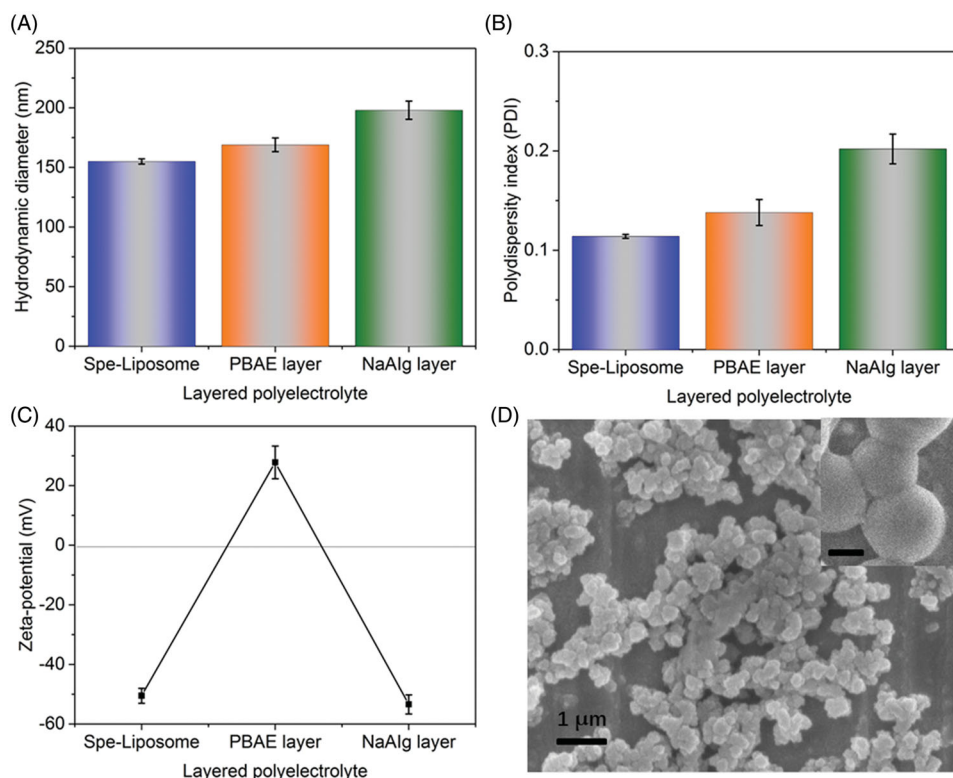 (A)
250
200
150
100
50
0
Hydrodynamic diameter (nm)
Spe-Liposome PBAE layer NaAlg layer
Layered polyelectrolyte
(B)
0.3
0.2
0.1
0.0
Polydispersity index (PDI)
Spe-Liposome PBAE layer NaAlg layer
Layered polyelectrolyte
(C)
40
20
0
-20
-40
-60
Zeta-potential (mV)
Spe-Liposome PBAE layer NaAlg layer
Layered polyelectrolyte
(D)
1 μm